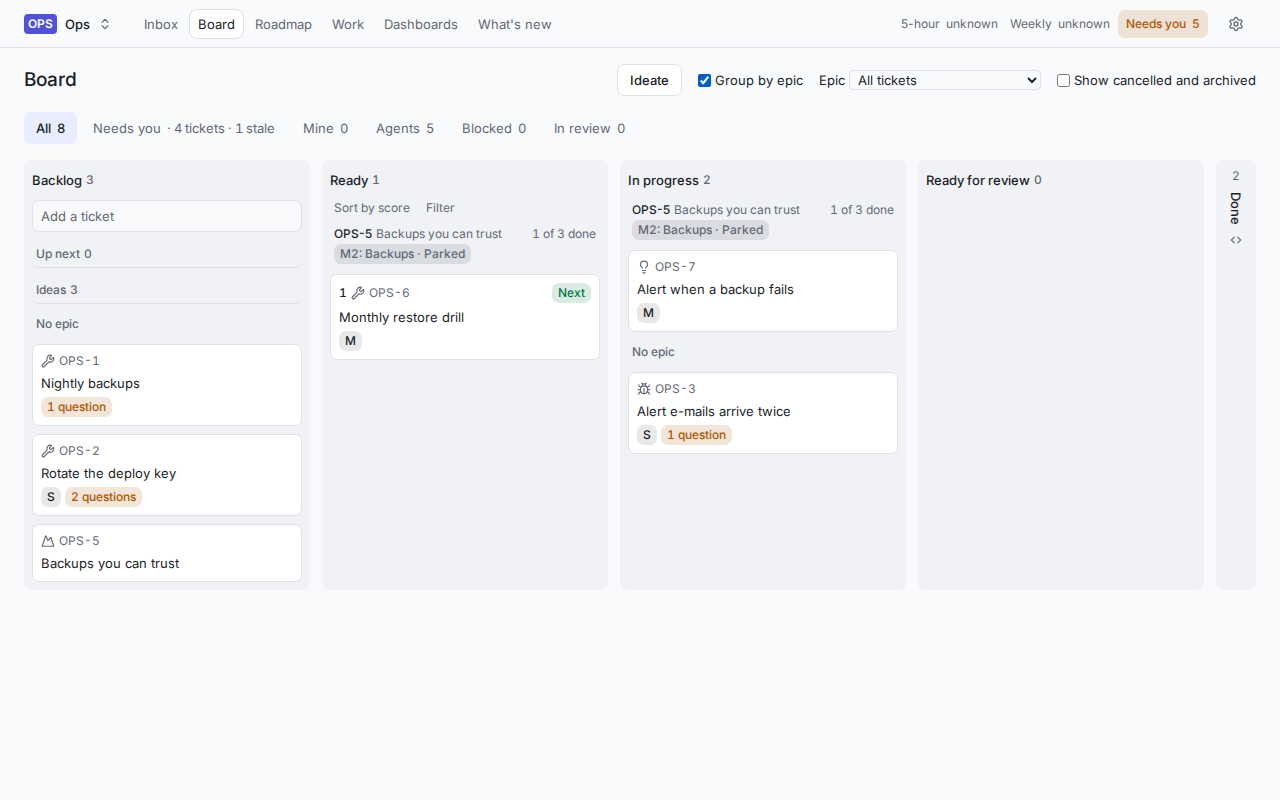 OPS Ops Inbox Board Roadmap Work Dashboards What's new 5-hour unknown Weekly unknown Needs you 5
Board Ideate Group by epic Epic All tickets Show cancelled and archived
All 8 Needs you · 4 tickets · 1 stale Mine 0 Agents 5 Blocked 0 In review 0
Backlog 3
Add a ticket
Up next 0
Ideas 3
No epic
OPS-1
Nightly backups
1 question
OPS-2
Rotate the deploy key
S 2 questions
OPS-5
Backups you can trust
Ready 1
Sort by score Filter
OPS-5 Backups you can trust 1 of 3 done
M2: Backups · Parked
1 OPS-6 Next
Monthly restore drill
M
In progress 2
OPS-5 Backups you can trust 1 of 3 done
M2: Backups · Parked
OPS-7
Alert when a backup fails
M
No epic
OPS-3
Alert e-mails arrive twice
S 1 question
Ready for review 0
2
Done